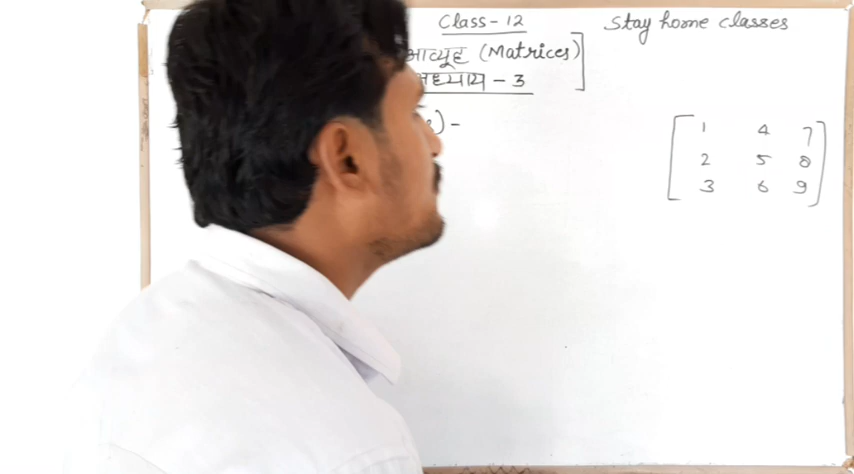 Class - 12
Stay home classes
आव्यूह (Matrices)
अध्याय - 3
) -
1 4 7
2 5 8
3 6 9